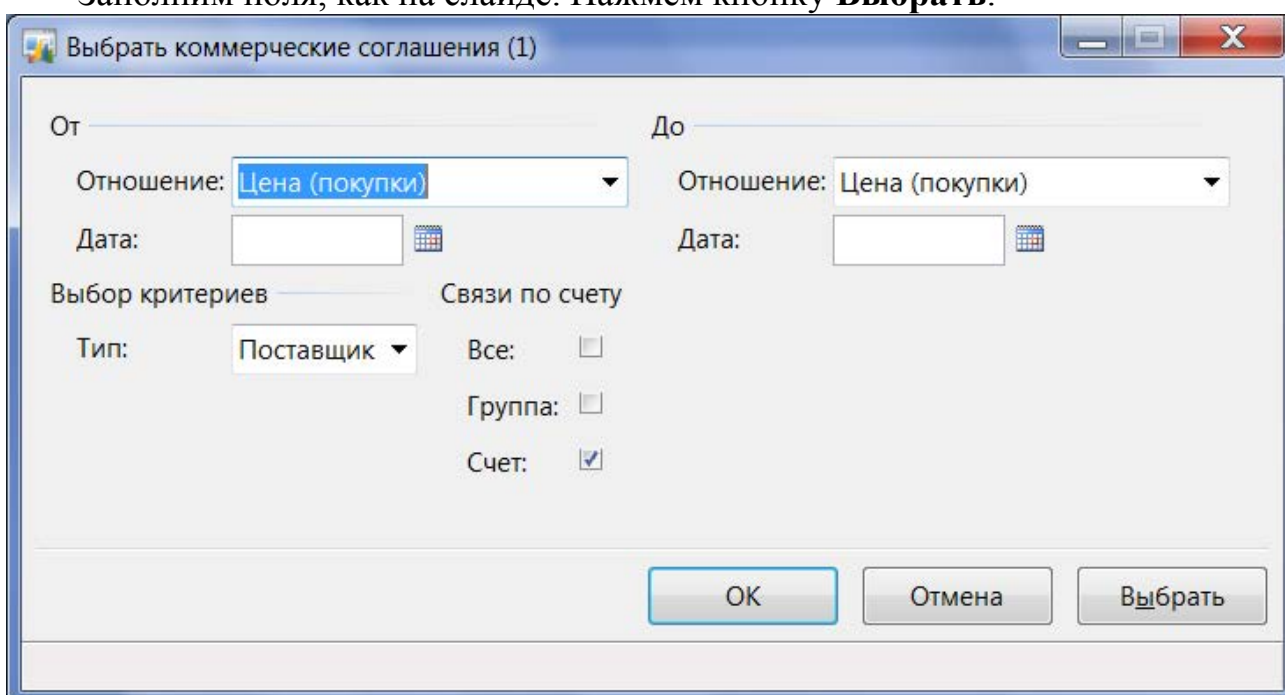 Заполним поля, как на слайде. Нажмем кнопку Выбрать.
Выбрать коммерческие соглашения (1)
От До
Отношение: Цена (покупки) Отношение: Цена (покупки)
Дата: Дата:
Выбор критериев Связи по счету
Тип: Поставщик Все:
Группа:
Счет:
ОК Отмена Выбрать